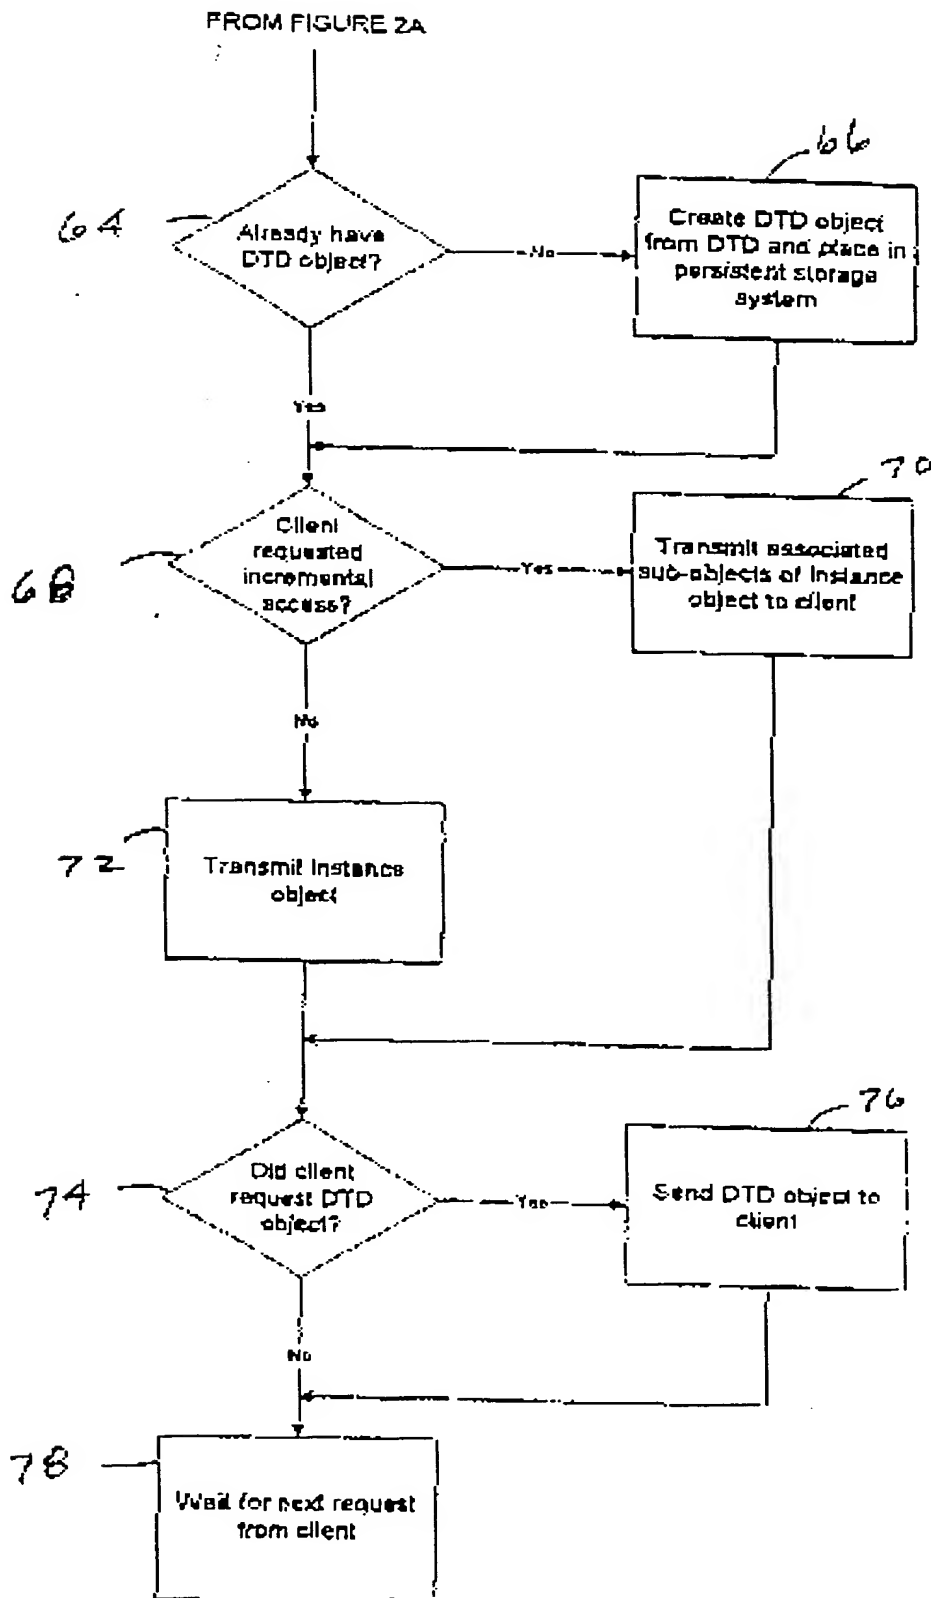 FROM FIGURE 2A
66
64
Already have
DTD object?
No
Create DTD object
from DTD and place in
persistent storage
system
Yes
70
68
Client
requested
incremental
access?
Yes
Transmit associated
sub-objects of instance
object to client
No
72
Transmit instance
object
76
74
Did client
request DTD
object?
Yes
Send DTD object to
client
No
78
Wait for next request
from client